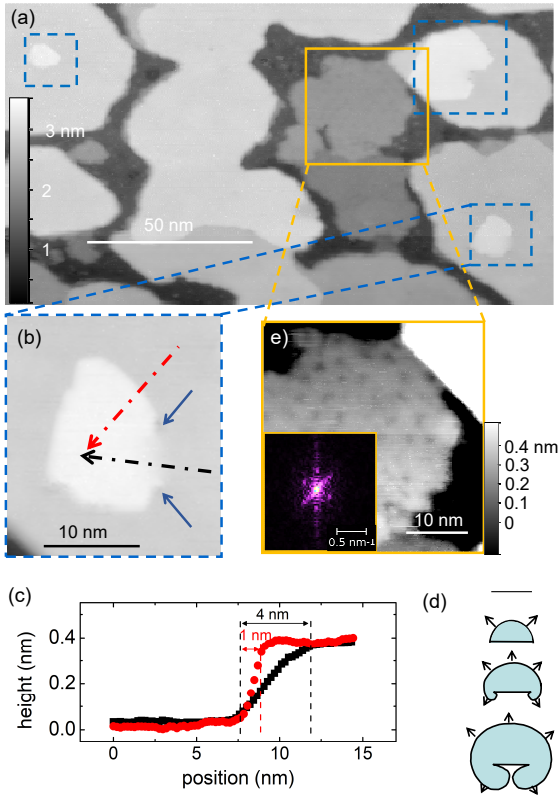 (a)
3 nm
2
1
50 nm
(b)
10 nm
e)
0.5 nm-1
10 nm
0.4 nm
0.3
0.2
0.1
0
(c)
4 nm
1 nm
0.4
0.2
0.0
height (nm)
0
5
10
15
position (nm)
(d)